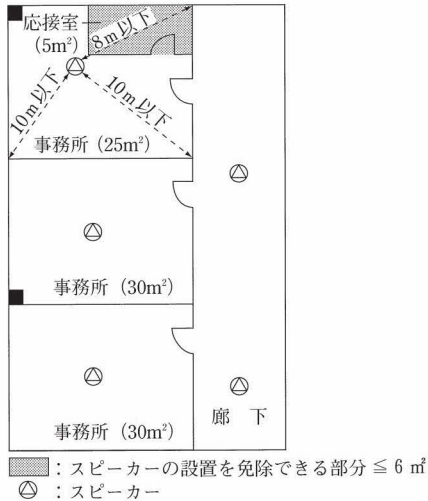 応接室
(5m²)
8m以下
10m以下
10m以下
事務所 (25m²)
事務所 (30m²)
事務所 (30m²)
廊 下
：スピーカーの設置を免除できる部分 ≦ 6 ㎡
：スピーカー